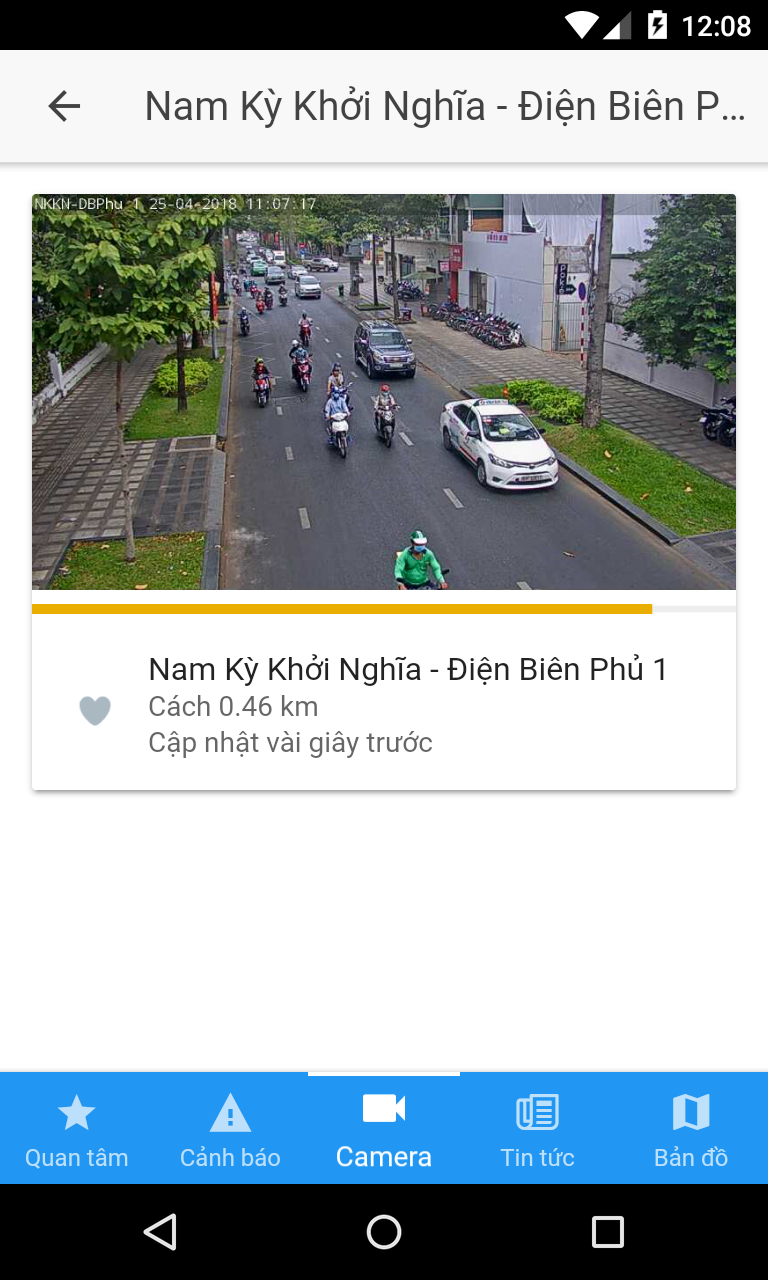 12:08
Nam Kỳ Khởi Nghĩa - Điện Biên P...
NKKN-DBPhu 1 25-04-2018 11:07:17
Nam Kỳ Khởi Nghĩa - Điện Biên Phủ 1
Cách 0.46 km
Cập nhật vài giây trước
Quan tâm
Cảnh báo
Camera
Tin tức
Bản đồ